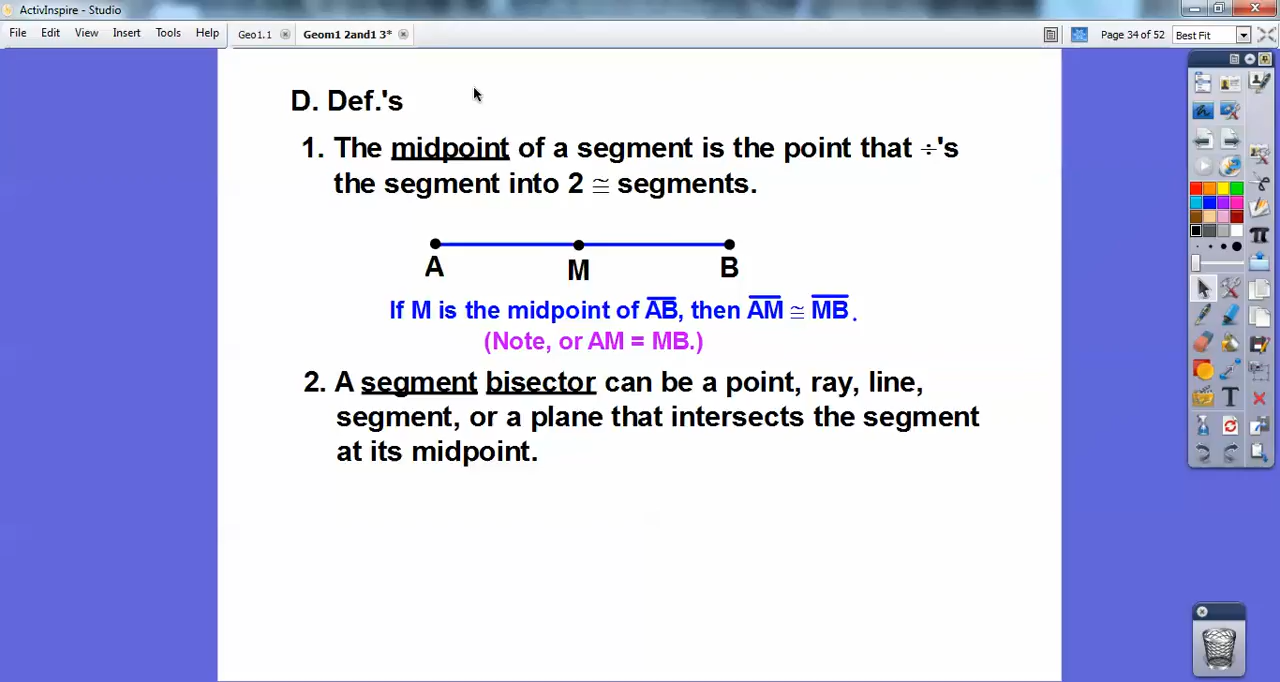 ActivInspire - Studio
File Edit View Insert Tools Help Geo1.1 Geom1 2and1 3* Page 34 of 52 Best Fit
D. Def.'s
1. The midpoint of a segment is the point that ÷'s
the segment into 2 ≅ segments.
A M B
If M is the midpoint of A̅B̅, then A̅M̅ ≅ M̅B̅.
(Note, or AM = MB.)
2. A segment bisector can be a point, ray, line,
segment, or a plane that intersects the segment
at its midpoint.